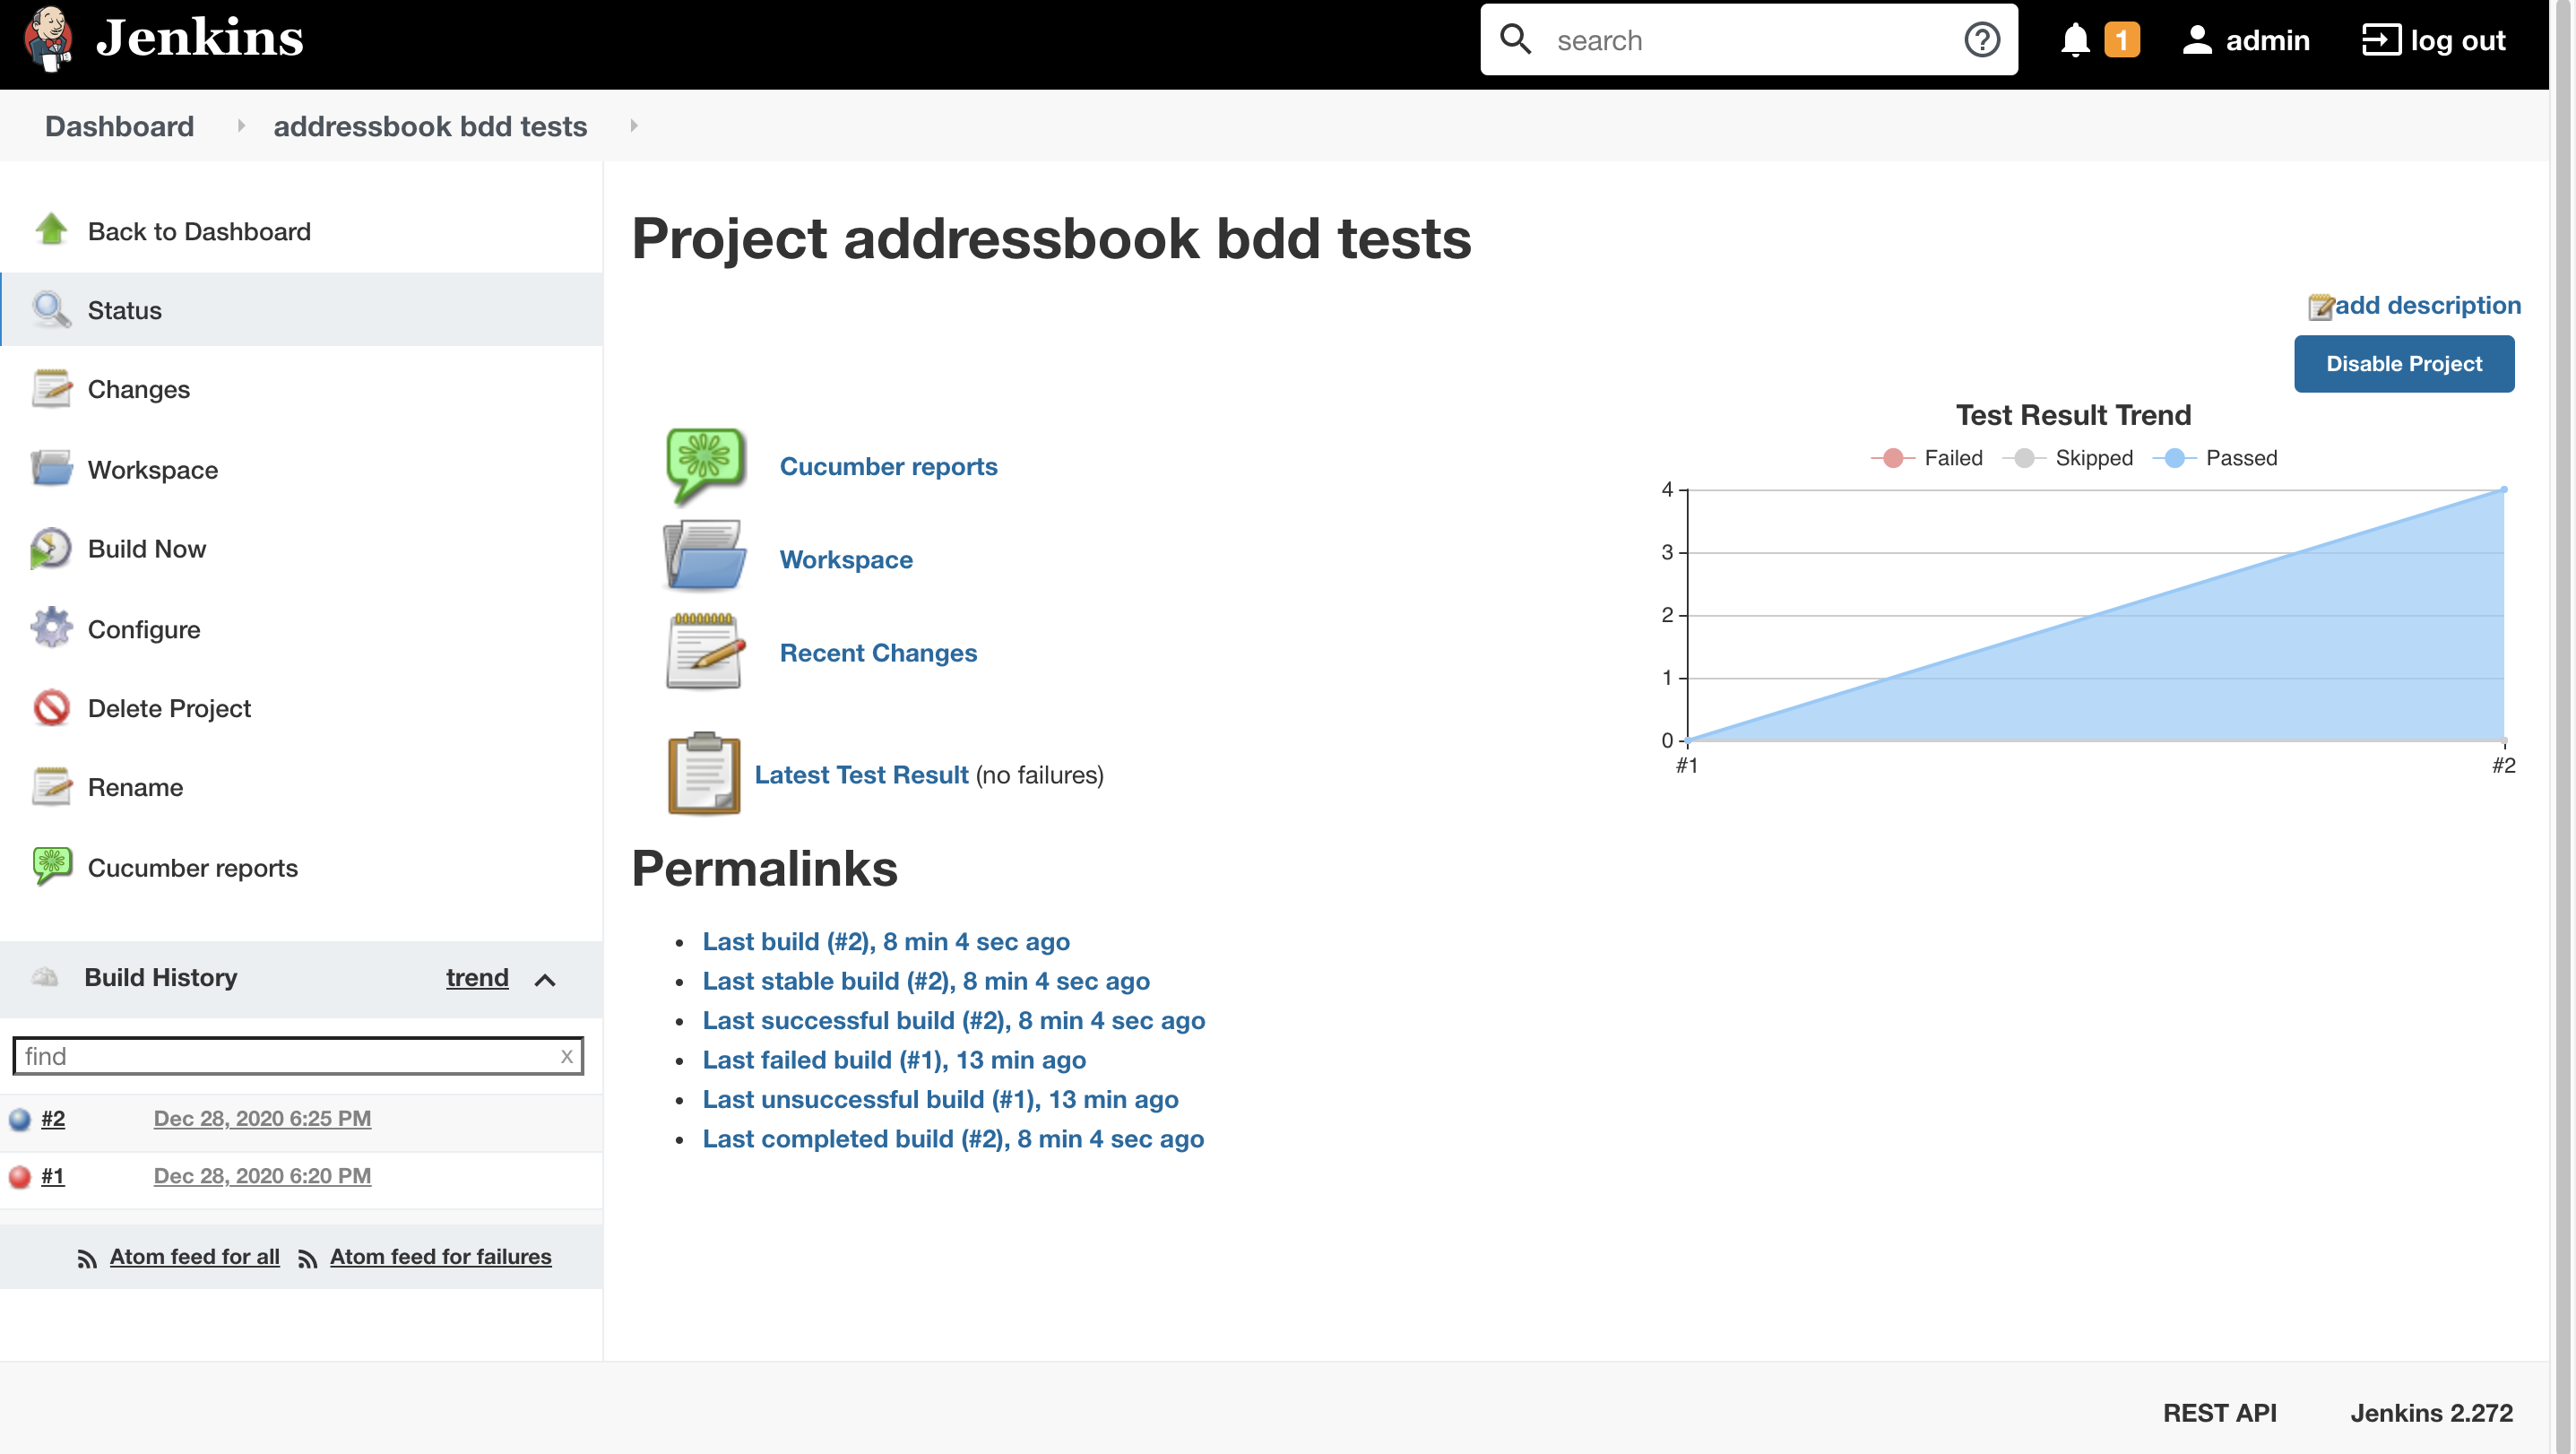 Jenkins
search
1
admin
log out
Dashboard
addressbook bdd tests
Back to Dashboard
Status
Changes
Workspace
Build Now
Configure
Delete Project
Rename
Cucumber reports
Build History
trend
find
x
#2 Dec 28, 2020 6:25 PM
#1 Dec 28, 2020 6:20 PM
Atom feed for all Atom feed for failures
Project addressbook bdd tests
add description
Disable Project
Cucumber reports
Workspace
Recent Changes
Latest Test Result (no failures)
Test Result Trend
Failed Skipped Passed
4
3
2
1
0
#1 #2
Permalinks
Last build (#2), 8 min 4 sec ago
Last stable build (#2), 8 min 4 sec ago
Last successful build (#2), 8 min 4 sec ago
Last failed build (#1), 13 min ago
Last unsuccessful build (#1), 13 min ago
Last completed build (#2), 8 min 4 sec ago
REST API
Jenkins 2.272